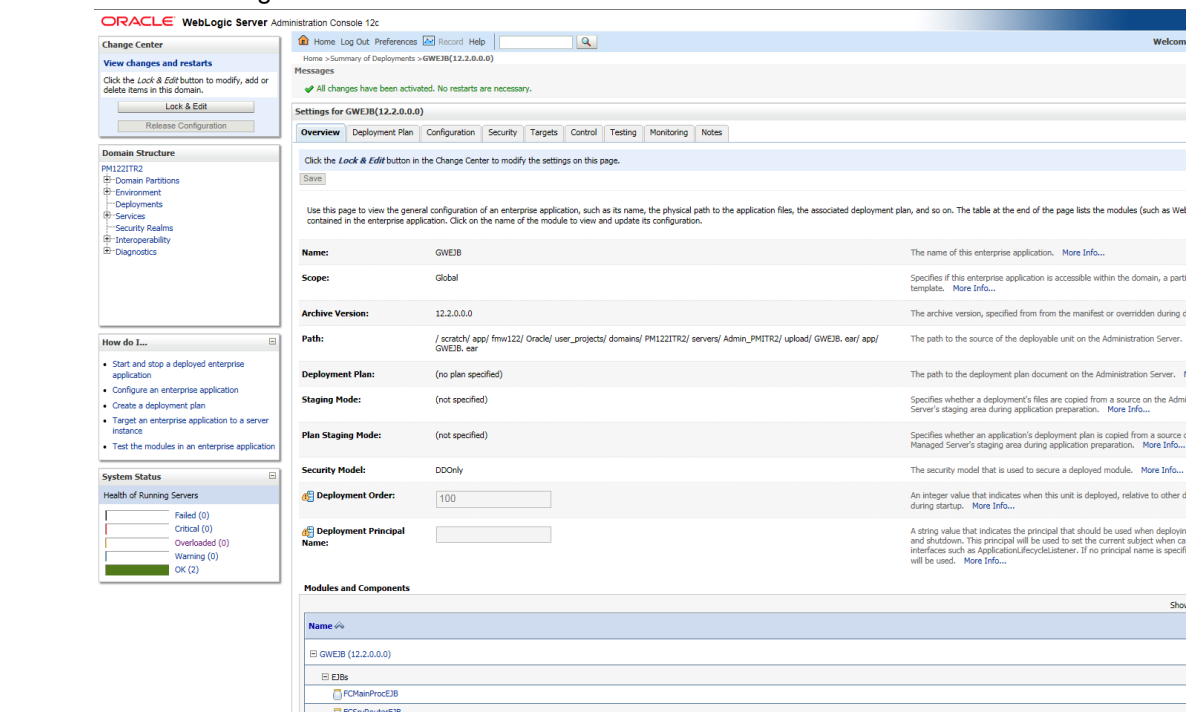 ORACLE WebLogic Server Administration Console 12c
Change Center
View changes and restarts
Click the Lock & Edit button to modify, add or
delete items in this domain.
Lock & Edit
Release Configuration
Domain Structure
PM122ITR2
Domain Partitions
Environment
Deployments
Services
Security Realms
Interoperability
Diagnostics
How do I...
Start and stop a deployed enterprise
application
Configure an enterprise application
Create a deployment plan
Target an enterprise application to a server
instance
Test the modules in an enterprise application
System Status
Health of Running Servers
Failed (0)
Critical (0)
Overloaded (0)
Warning (0)
OK (2)
Home Log Out Preferences Record Help
Welcom
Home >Summary of Deployments >GWEJB(12.2.0.0.0)
Messages
All changes have been activated. No restarts are necessary.
Settings for GWEJB(12.2.0.0.0)
Overview Deployment Plan Configuration Security Targets Control Testing Monitoring Notes
Click the Lock & Edit button in the Change Center to modify the settings on this page.
Save
Use this page to view the general configuration of an enterprise application, such as its name, the physical path to the application files, the associated deployment plan, and so on. The table at the end of the page lists the modules (such as Web
contained in the enterprise application. Click on the name of the module to view and update its configuration.
Name: GWEJB The name of this enterprise application. More Info...
Scope: Global Specifies if this enterprise application is accessible within the domain, a parti
template. More Info...
Archive Version: 12.2.0.0.0 The archive version, specified from from the manifest or overridden during d
Path: / scratch/ app/ fmw122/ Oracle/ user_projects/ domains/ PM122ITR2/ servers/ Admin_PMITR2/ upload/ GWEJB. ear/ app/ The path to the source of the deployable unit on the Administration Server.
GWEJB. ear
Deployment Plan: (no plan specified) The path to the deployment plan document on the Administration Server.
Staging Mode: (not specified) Specifies whether a deployment's files are copied from a source on the Admi
Server's staging area during application preparation. More Info...
Plan Staging Mode: (not specified) Specifies whether an application's deployment plan is copied from a source o
Managed Server's staging area during application preparation. More Info...
Security Model: DDOnly The security model that is used to secure a deployed module. More Info...
Deployment Order: 100 An integer value that indicates when this unit is deployed, relative to other d
during startup. More Info...
Deployment Principal A string value that indicates the principal that should be used when deployin
Name: and shutdown. This principal will be used to set the current subject when ca
interfaces such as ApplicationLifecycleListener. If no principal name is specifi
will be used. More Info...
Modules and Components
Show
Name
GWEJB (12.2.0.0.0)
EJBs
FCMainProcEJB